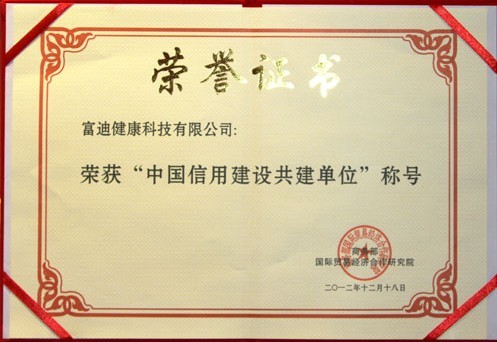 荣誉证书
富迪健康科技有限公司:
荣获“中国信用建设共建单位”称号
商务部
国际贸易经济合作研究院
二〇一二年十二月十八日